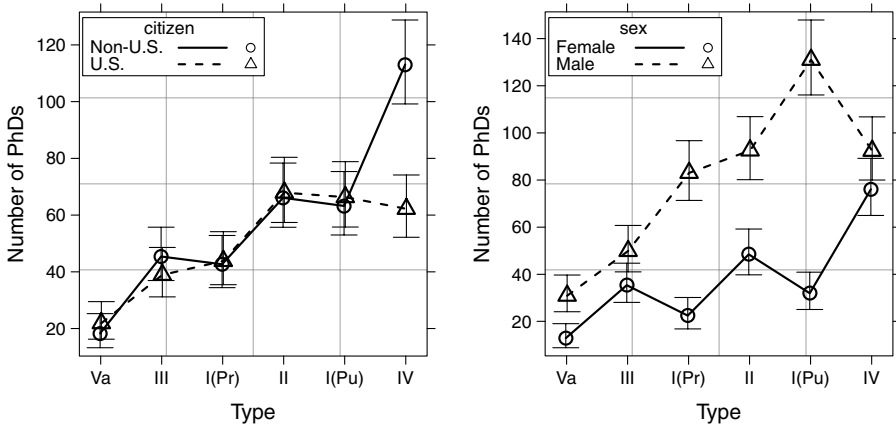 citizen
Non-U.S.
U.S.
120
100
80
60
40
20
Number of PhDs
Va III I(Pr) II I(Pu) IV
Type
sex
Female
Male
140
120
100
80
60
40
20
Number of PhDs
Va III I(Pr) II I(Pu) IV
Type